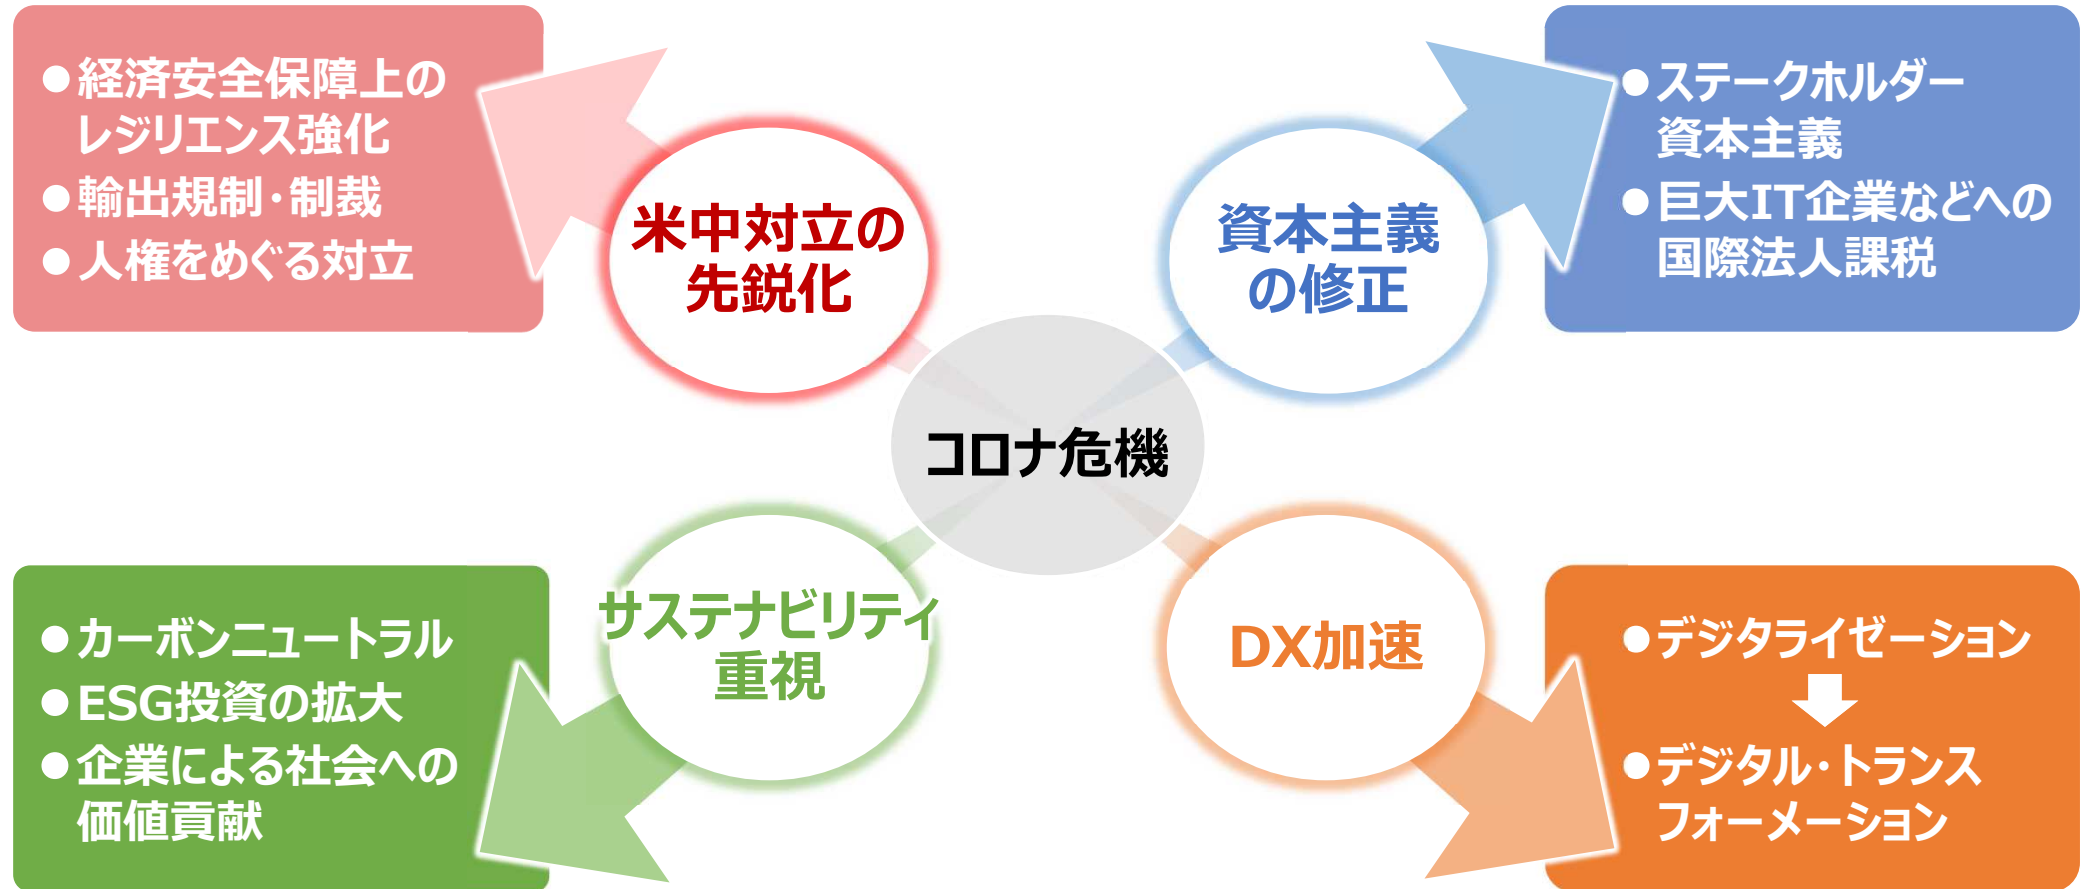 ●経済安全保障上の
レジリエンス強化
●輸出規制・制裁
●人権をめぐる対立
米中対立の
先鋭化
資本主義
の修正
●ステークホルダー
資本主義
●巨大IT企業などへの
国際法人課税
コロナ危機
●カーボンニュートラル
●ESG投資の拡大
●企業による社会への
価値貢献
サステナビリティ
重視
DX加速
●デジタライゼーション
●デジタル・トランス
フォーメーション